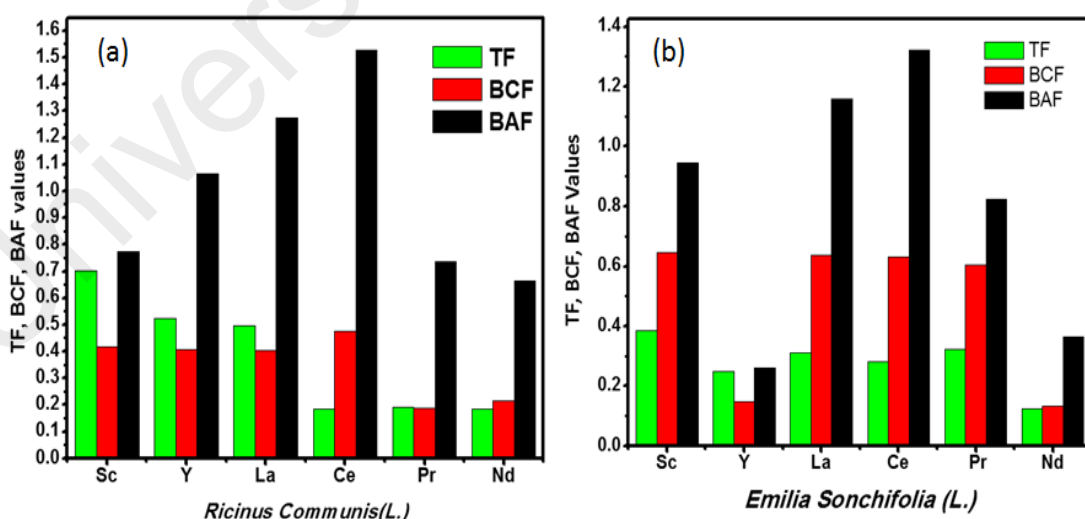 (a)
TF
BCF
BAF
TF, BCF, BAF values
1.6
1.5
1.4
1.3
1.2
1.1
1.0
0.9
0.8
0.7
0.6
0.5
0.4
0.3
0.2
0.1
0.0
Sc Y La Ce Pr Nd
Ricinus Communis(L.)
(b)
TF
BCF
BAF
TF, BCF, BAF Values
1.4
1.2
1.0
0.8
0.6
0.4
0.2
0.0
Sc Y La Ce Pr Nd
Emilia Sonchifolia (L.)
Univers